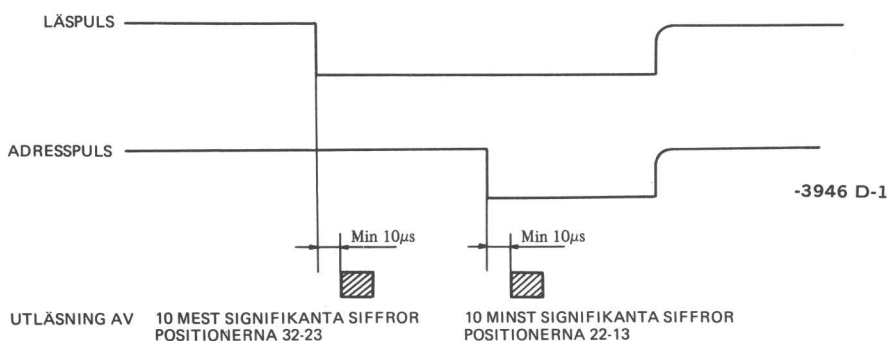 LÄSPULS
ADRESSPULS
-3946 D-1
Min 10µs
Min 10µs
UTLÄSNING AV
10 MEST SIGNIFIKANTA SIFFROR
POSITIONERNA 32-23
10 MINST SIGNIFIKANTA SIFFROR
POSITIONERNA 22-13